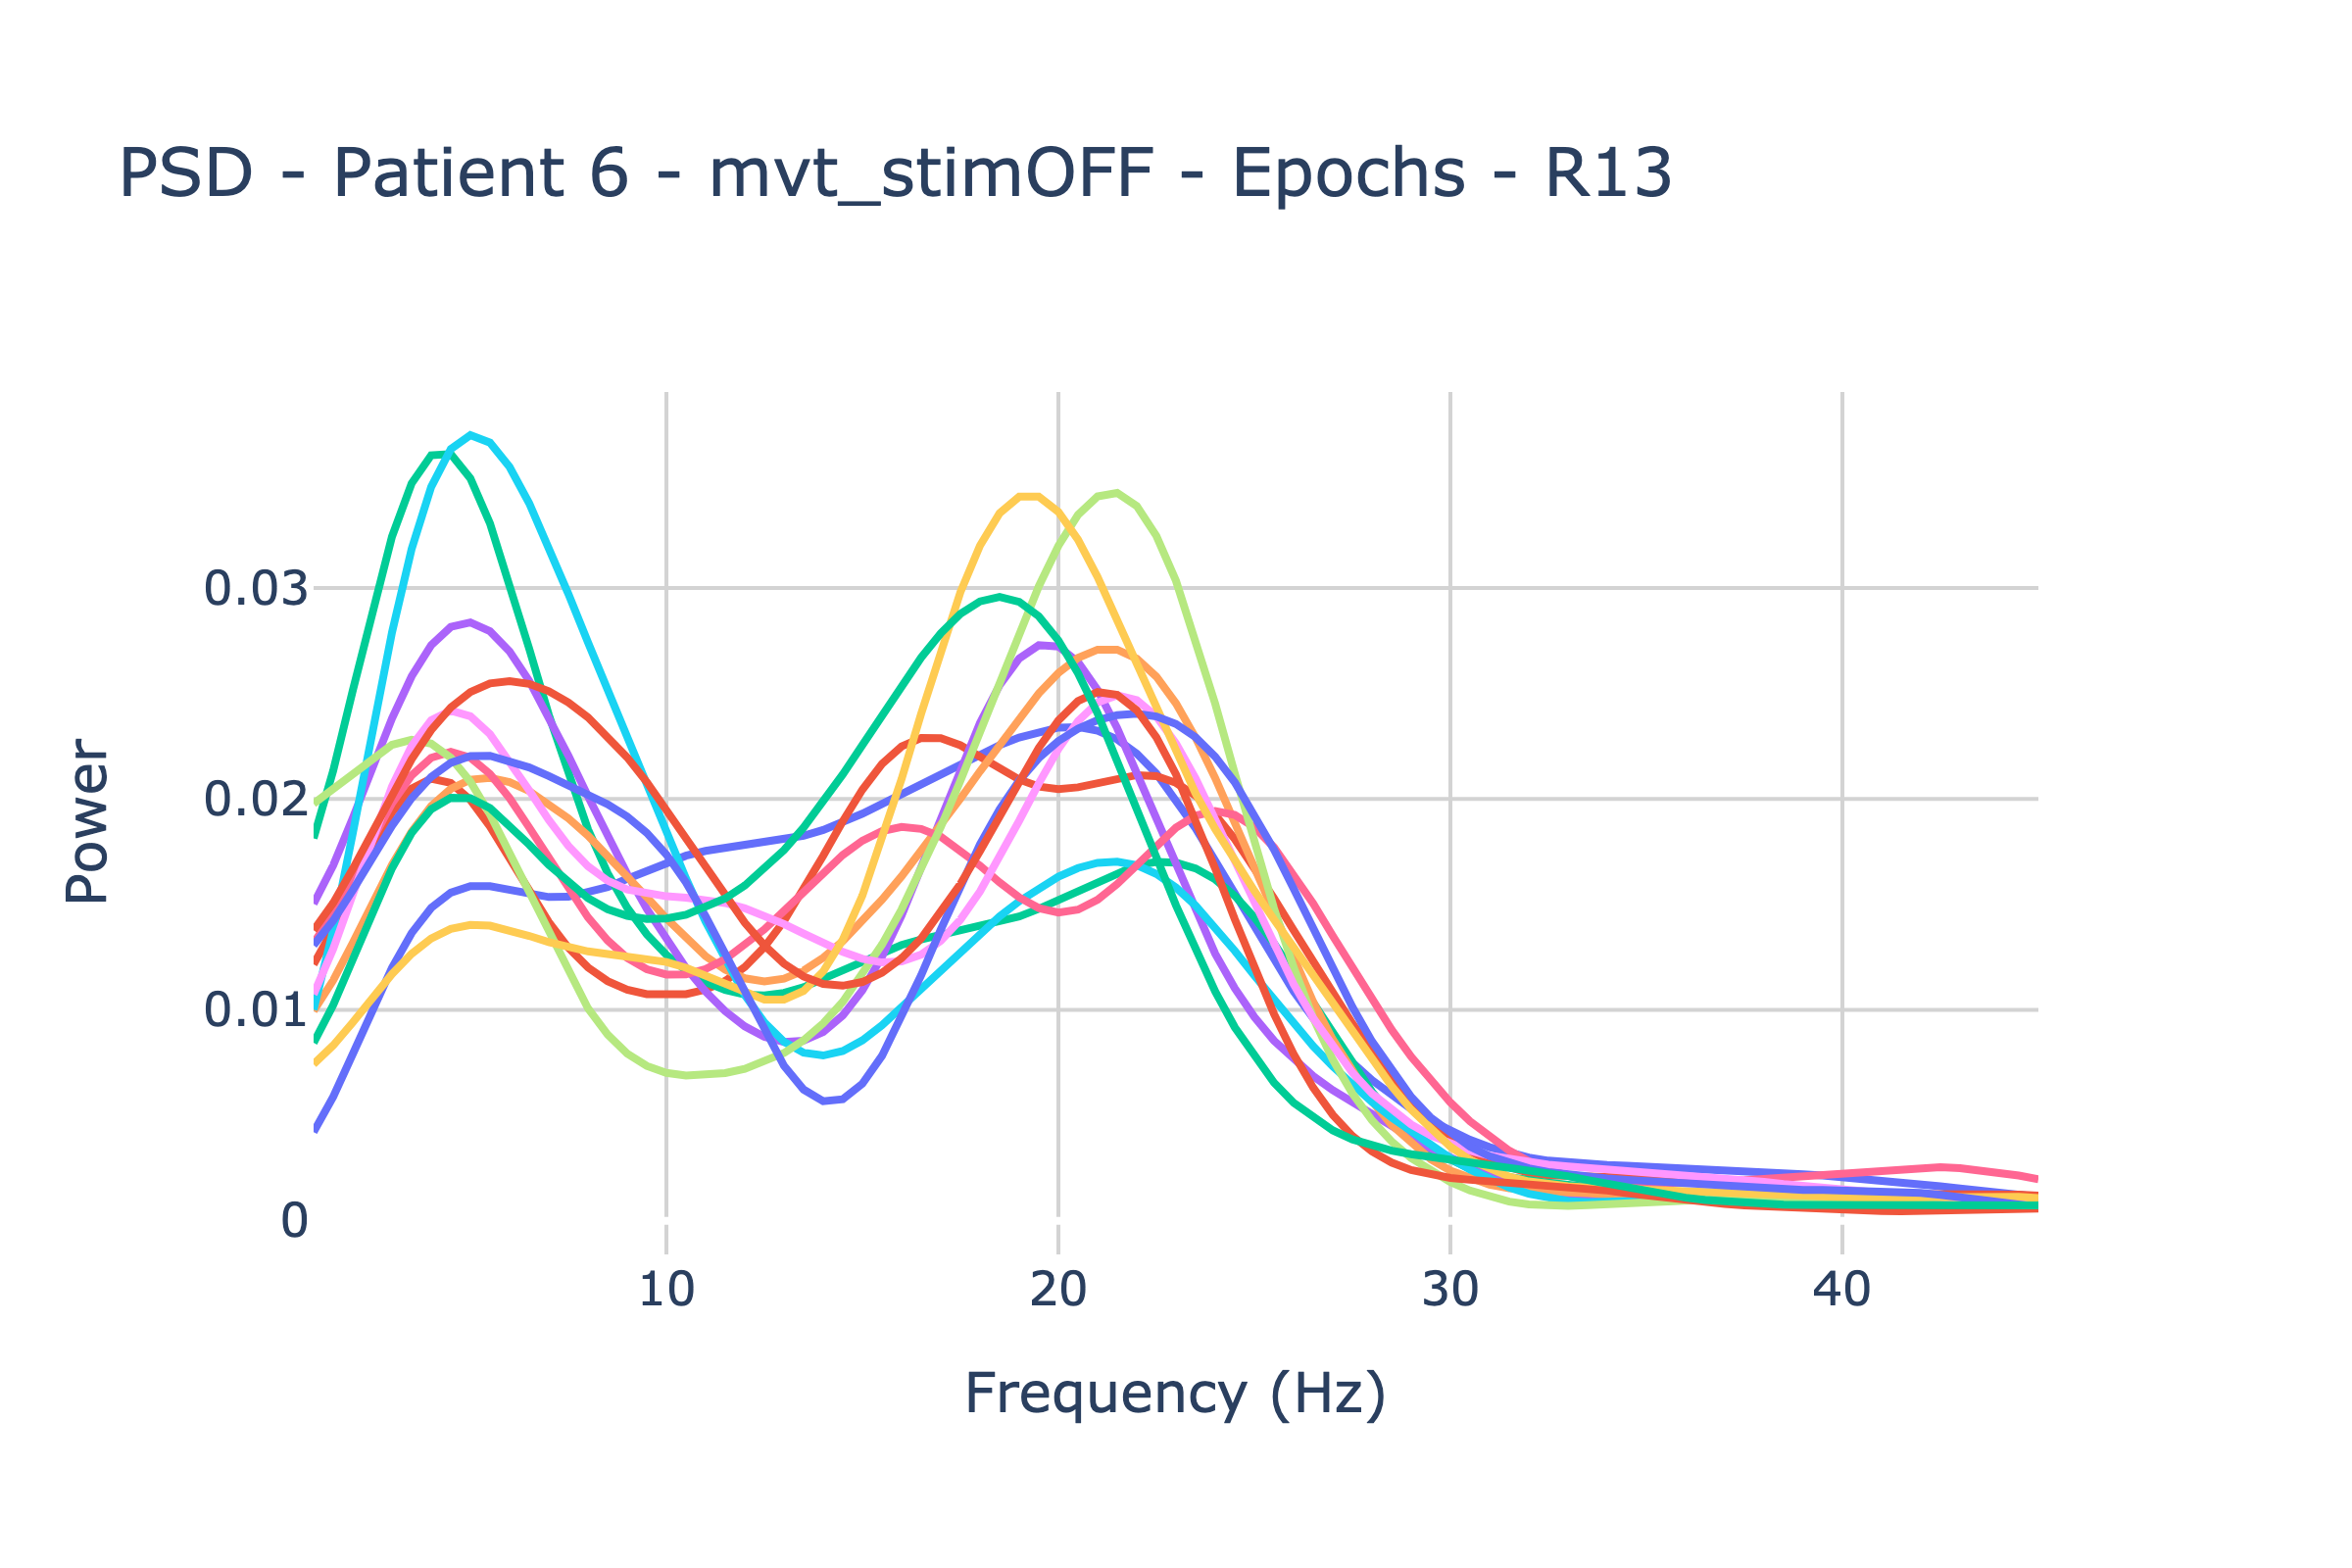 PSD - Patient 6 - mvt_stimOFF - Epochs - R13
Power
0.03
0.02
0.01
0
10 20 30 40
Frequency (Hz)